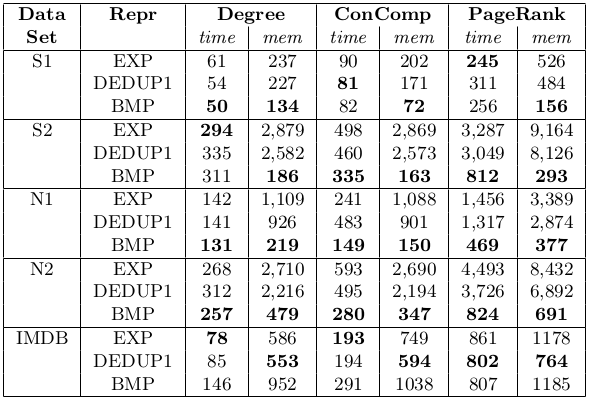 Data Repr Degree ConComp PageRank
Set time mem time mem time mem
S1 EXP 61 237 90 202 245 526
DEDUP1 54 227 81 171 311 484
BMP 50 134 82 72 256 156
S2 EXP 294 2,879 498 2,869 3,287 9,164
DEDUP1 335 2,582 460 2,573 3,049 8,126
BMP 311 186 335 163 812 293
N1 EXP 142 1,109 241 1,088 1,456 3,389
DEDUP1 141 926 483 901 1,317 2,874
BMP 131 219 149 150 469 377
N2 EXP 268 2,710 593 2,690 4,493 8,432
DEDUP1 312 2,216 495 2,194 3,726 6,892
BMP 257 479 280 347 824 691
IMDB EXP 78 586 193 749 861 1178
DEDUP1 85 553 194 594 802 764
BMP 146 952 291 1038 807 1185